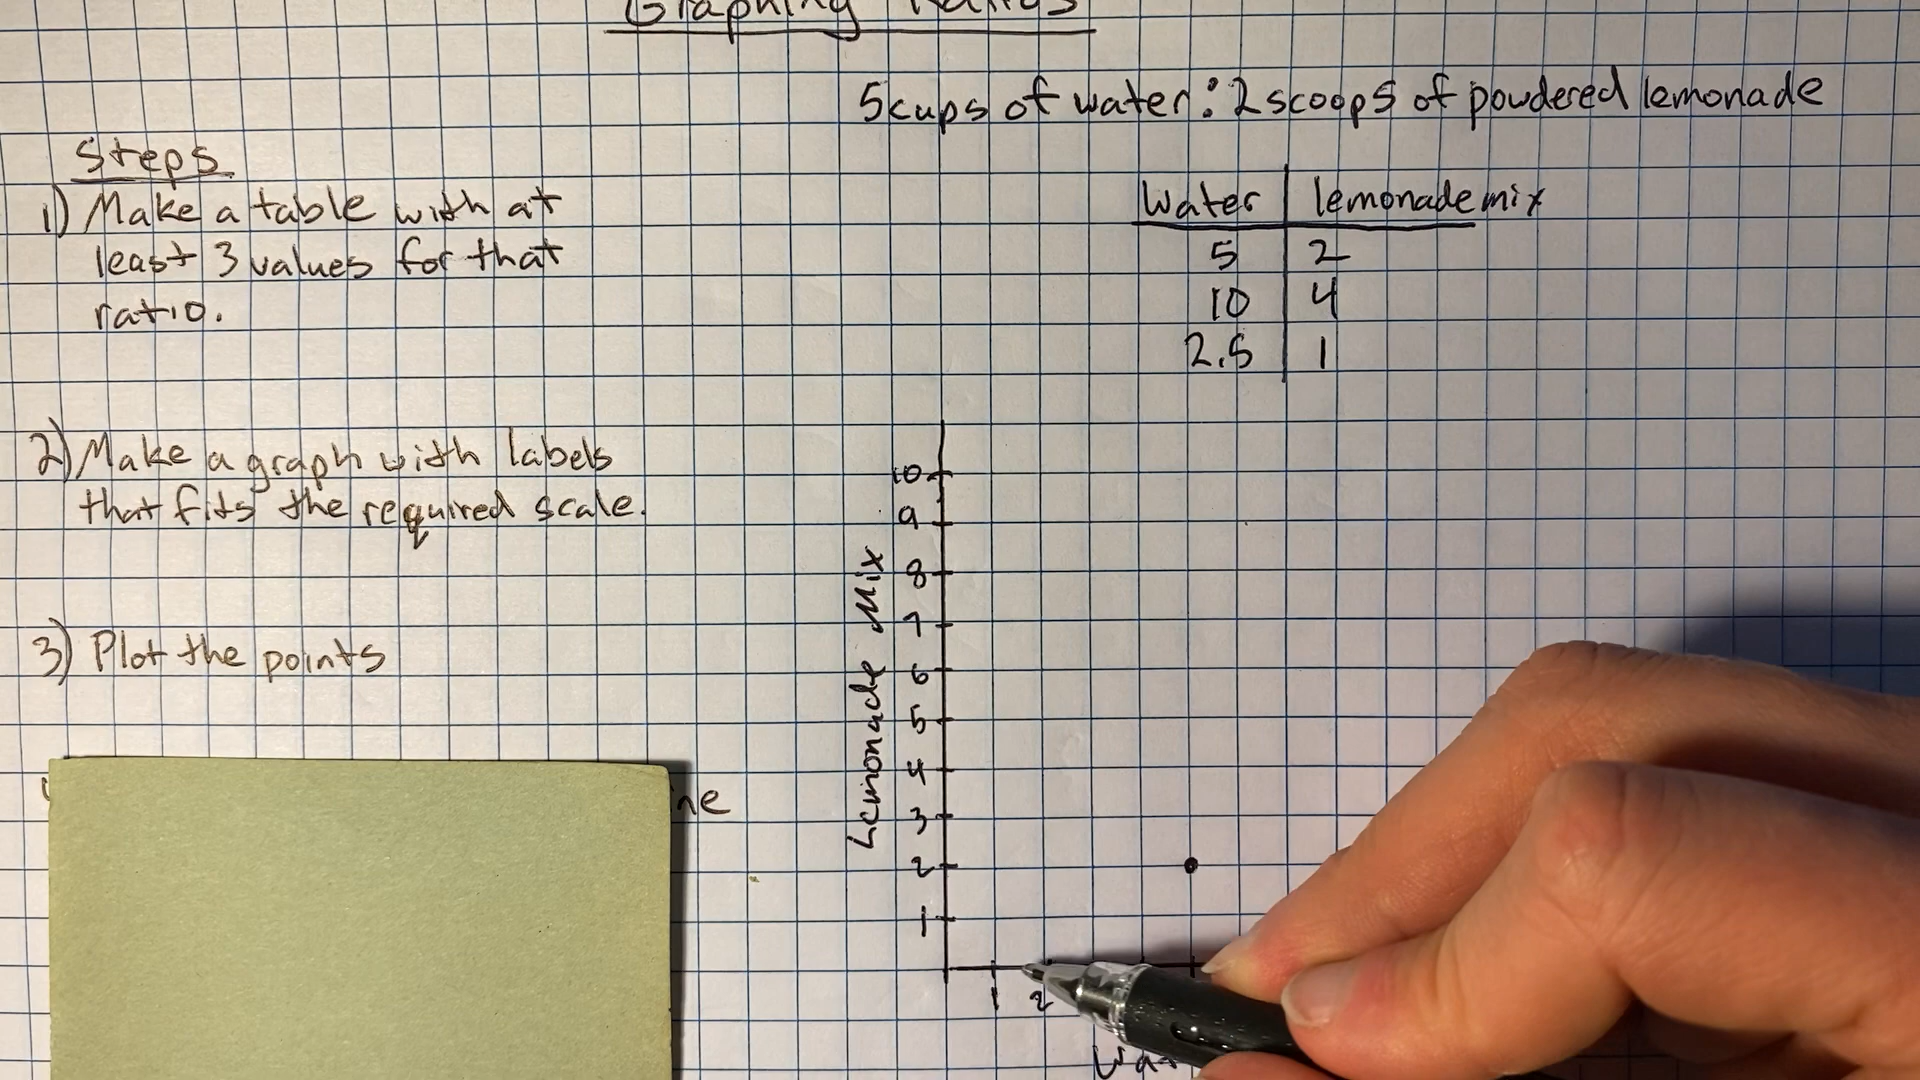 Graphing Ratios
5 cups of water : 2 scoops of powdered lemonade
Steps
1) Make a table with at
least 3 values for that
ratio.
Water | lemonade mix
5 | 2
10 | 4
2.5 | 1
2) Make a graph with labels
that fits the required scale.
3) Plot the points
10
9
8
7
6
5
4
3
2
1
Lemonade Mix
1 2